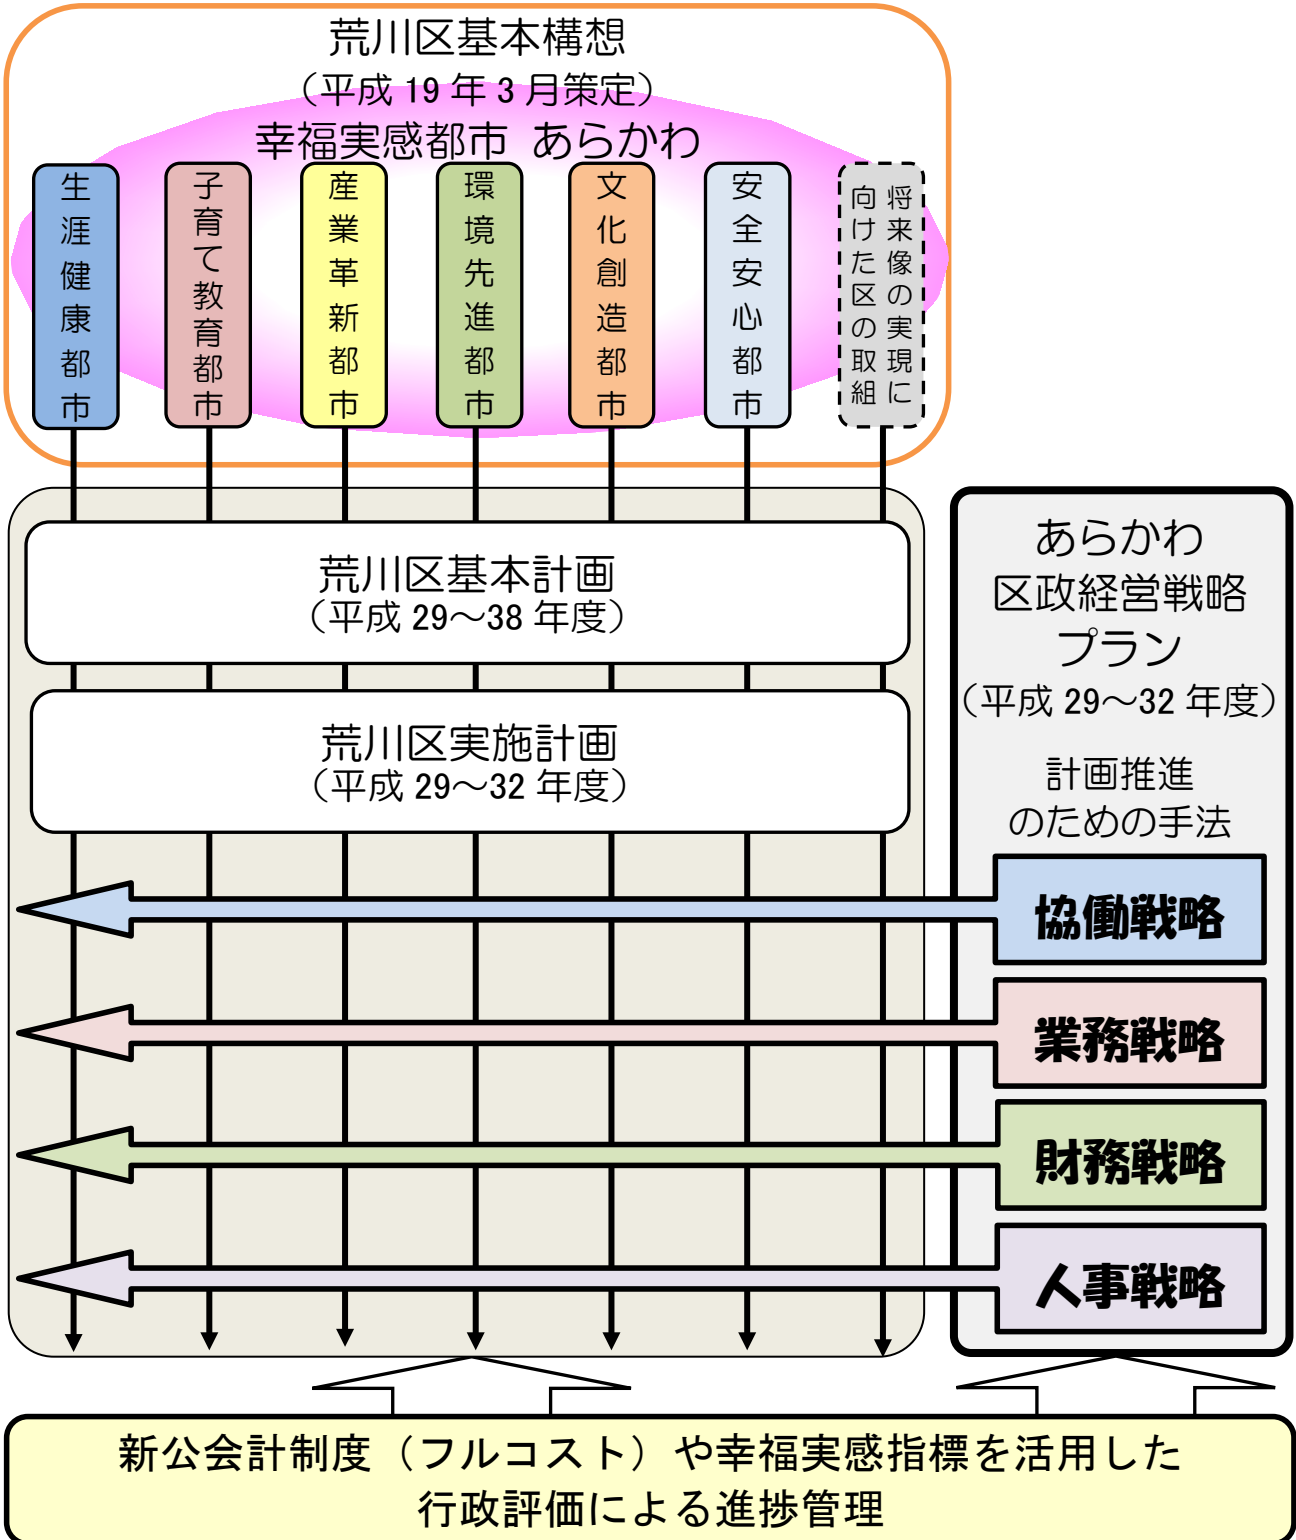 荒川区基本構想
（平成 19 年 3 月策定）
幸福実感都市 あらかわ
生涯健康都市
子育て教育都市
産業革新都市
環境先進都市
文化創造都市
安全安心都市
将来像の実現に
向けた区の取組
荒川区基本計画
（平成 29～38 年度）
荒川区実施計画
（平成 29～32 年度）
あらかわ
区政経営戦略
プラン
（平成 29～32 年度）
計画推進
のための手法
協働戦略
業務戦略
財務戦略
人事戦略
新公会計制度（フルコスト）や幸福実感指標を活用した
行政評価による進捗管理